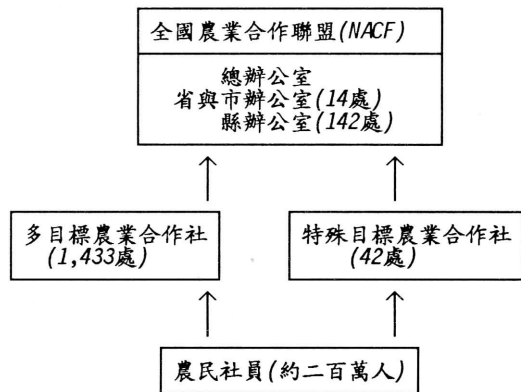 全國農業合作聯盟(NACF)
總辦公室
省與市辦公室(14處)
縣辦公室(142處)
多目標農業合作社
(1,433處)
特殊目標農業合作社
(42處)
農民社員(約二百萬人)